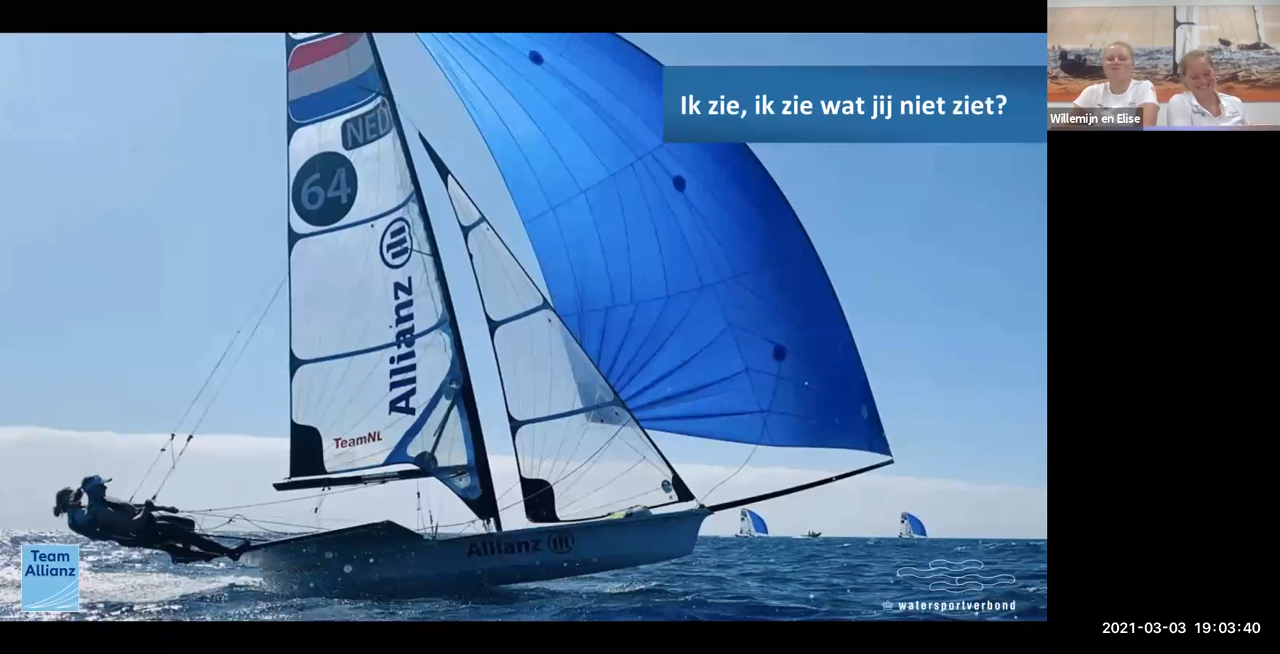 Ik zie, ik zie wat jij niet ziet?
Willemijn en Elise
NED
64
Allianz
TeamNL
Allianz
Team
Allianz
watersportverbond
2021-03-03 19:03:40